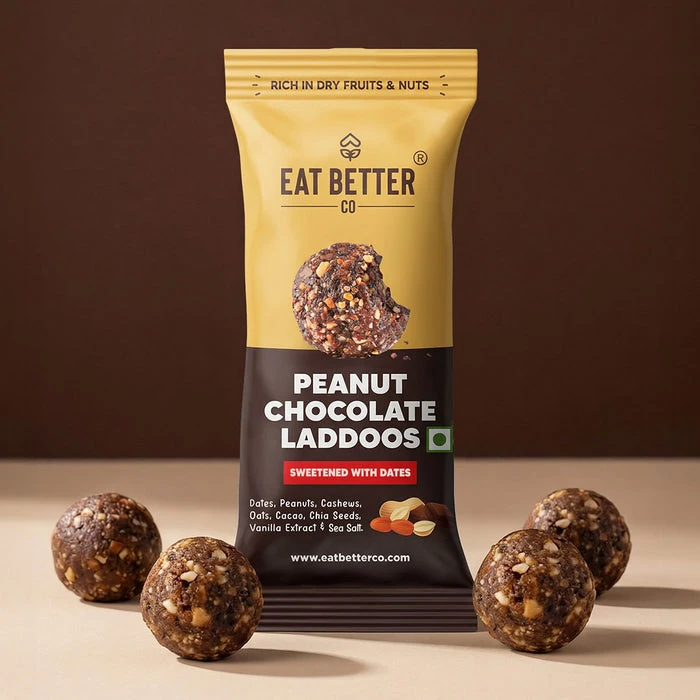 RICH IN DRY FRUITS & NUTS
®
EAT BETTER
CO
PEANUT
CHOCOLATE
LADDOOS
SWEETENED WITH DATES
Dates, Peanuts, Cashews,
Oats, Cacao, Chia Seeds,
Vanilla Extract & Sea Salt.
www.eatbetterco.com